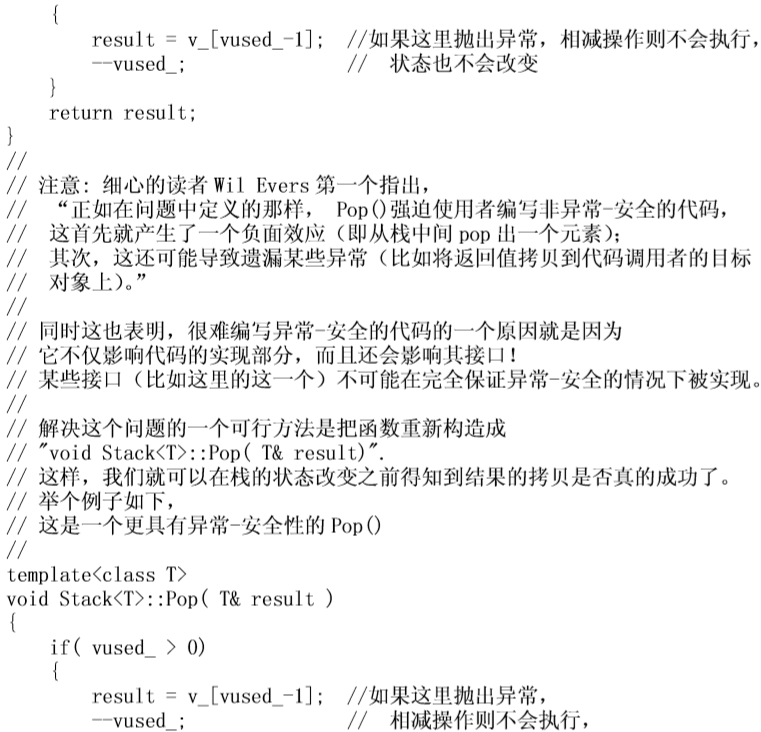 {
        result = v_[vused_-1];  //如果这里抛出异常，相减操作则不会执行，
        --vused_;               //  状态也不会改变
    }
    return result;
}
//
// 注意: 细心的读者 Wil Evers 第一个指出，
//  “正如在问题中定义的那样， Pop()强迫使用者编写非异常-安全的代码，
//  这首先就产生了一个负面效应（即从栈中间 pop 出一个元素）；
//  其次，这还可能导致遗漏某些异常（比如将返回值拷贝到代码调用者的目标
//  对象上）。”
//
// 同时这也表明，很难编写异常-安全的代码的一个原因就是因为
// 它不仅影响代码的实现部分，而且还会影响其接口！
// 某些接口（比如这里的这一个）不可能在完全保证异常-安全的情况下被实现。
//
// 解决这个问题的一个可行方法是把函数重新构造成
// "void Stack<T>::Pop( T& result)".
// 这样，我们就可以在栈的状态改变之前得知到结果的拷贝是否真的成功了。
// 举个例子如下，
// 这是一个更具有异常-安全性的 Pop()
//
template<class T>
void Stack<T>::Pop( T& result )
{
    if( vused_ > 0)
    {
        result = v_[vused_-1];  //如果这里抛出异常，
        --vused_;               //  相减操作则不会执行，